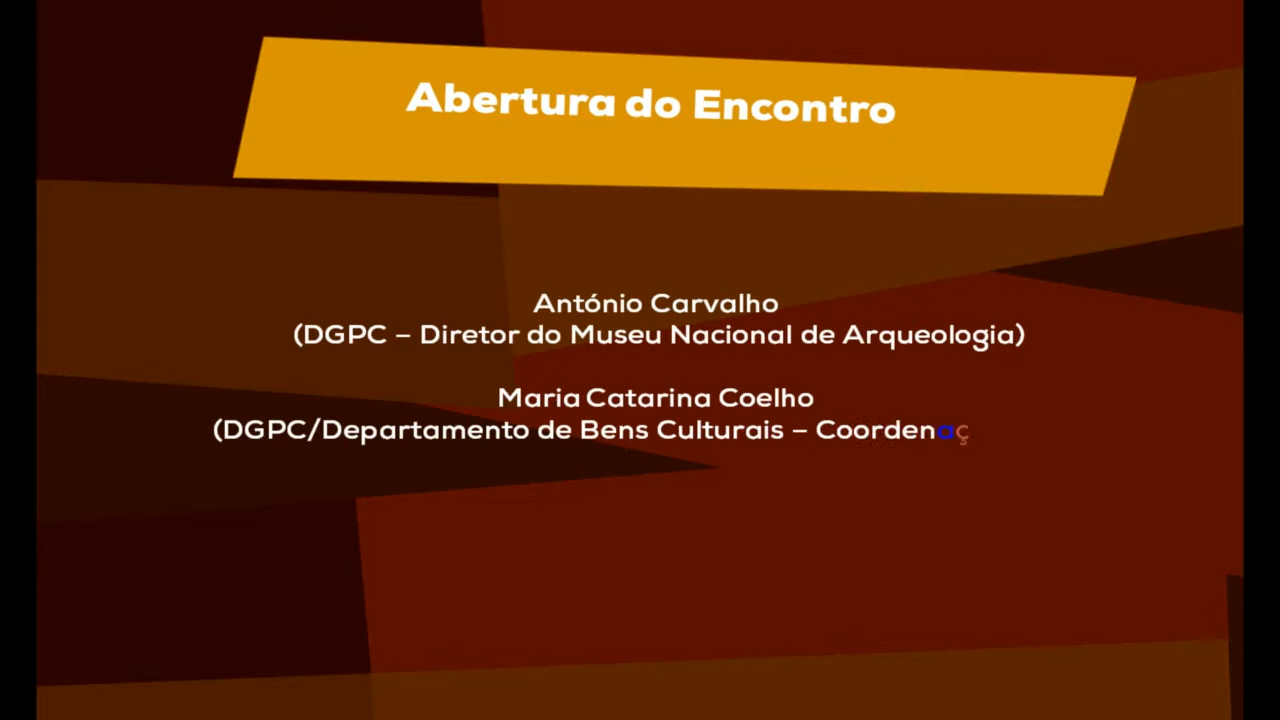 Abertura do Encontro
António Carvalho
(DGPC – Diretor do Museu Nacional de Arqueologia)
Maria Catarina Coelho
(DGPC/Departamento de Bens Culturais – Coordenaç